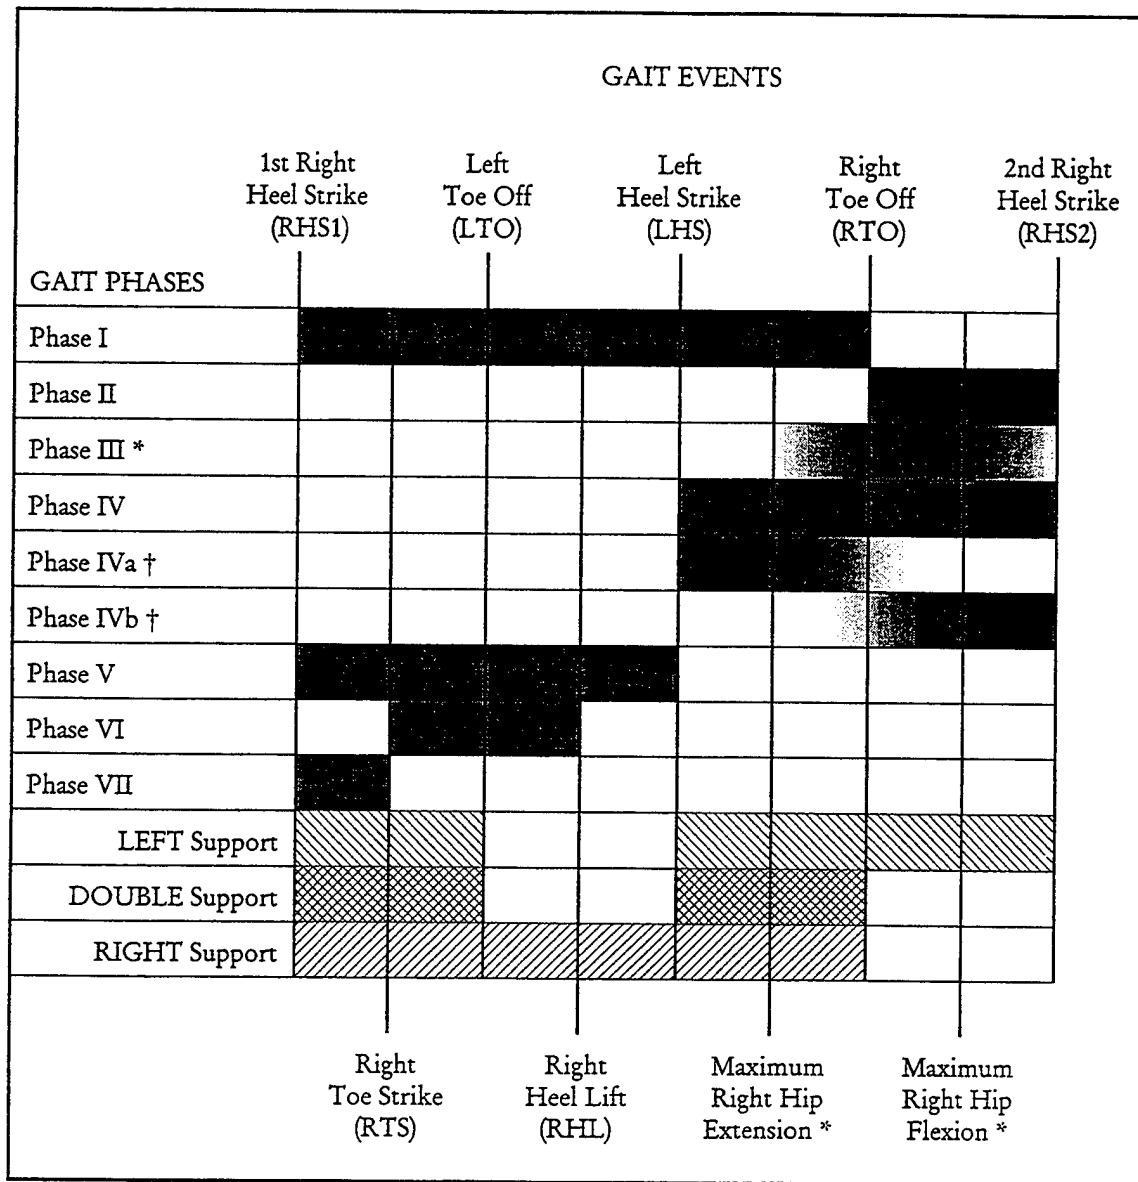 GAIT EVENTS
1st Right
Heel Strike
(RHS1)
Left
Toe Off
(LTO)
Left
Heel Strike
(LHS)
Right
Toe Off
(RTO)
2nd Right
Heel Strike
(RHS2)
GAIT PHASES
Phase I
Phase II
Phase III *
Phase IV
Phase IVa †
Phase IVb †
Phase V
Phase VI
Phase VII
LEFT Support
DOUBLE Support
RIGHT Support
Right
Toe Strike
(RTS)
Right
Heel Lift
(RHL)
Maximum
Right Hip
Extension *
Maximum
Right Hip
Flexion *